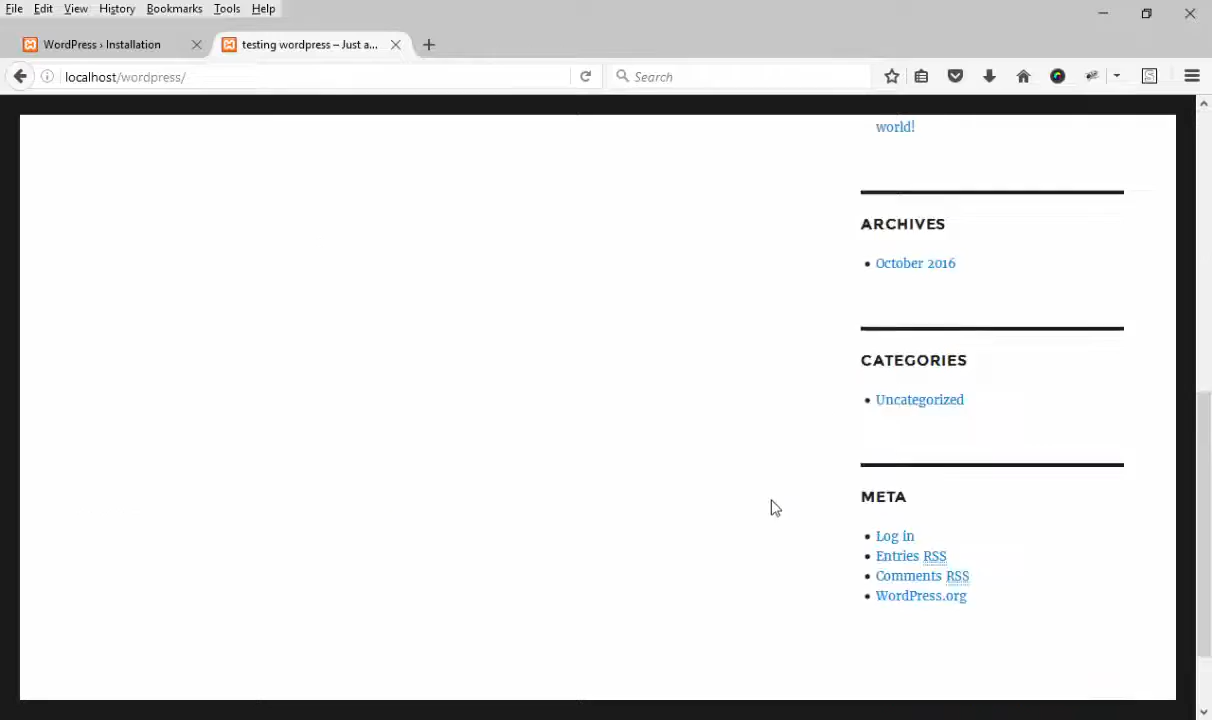 File Edit View History Bookmarks Tools Help
WordPress › Installation
testing wordpress – Just a...
localhost/wordpress/
Search
world!
ARCHIVES
October 2016
CATEGORIES
Uncategorized
META
Log in
Entries RSS
Comments RSS
WordPress.org